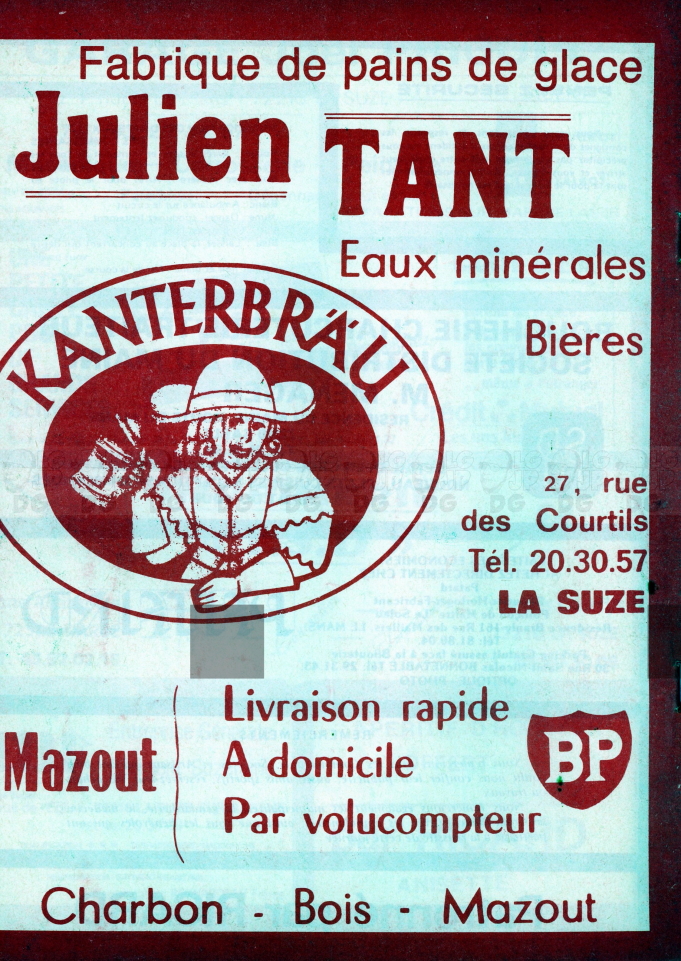 Fabrique de pains de glace
Julien TANT
Eaux minérales
KANTERBRÄU
Bières
27, rue
des Courtils
Tél. 20.30.57
LA SUZE
Mazout
Livraison rapide
A domicile
Par volucompteur
BP
Charbon - Bois - Mazout